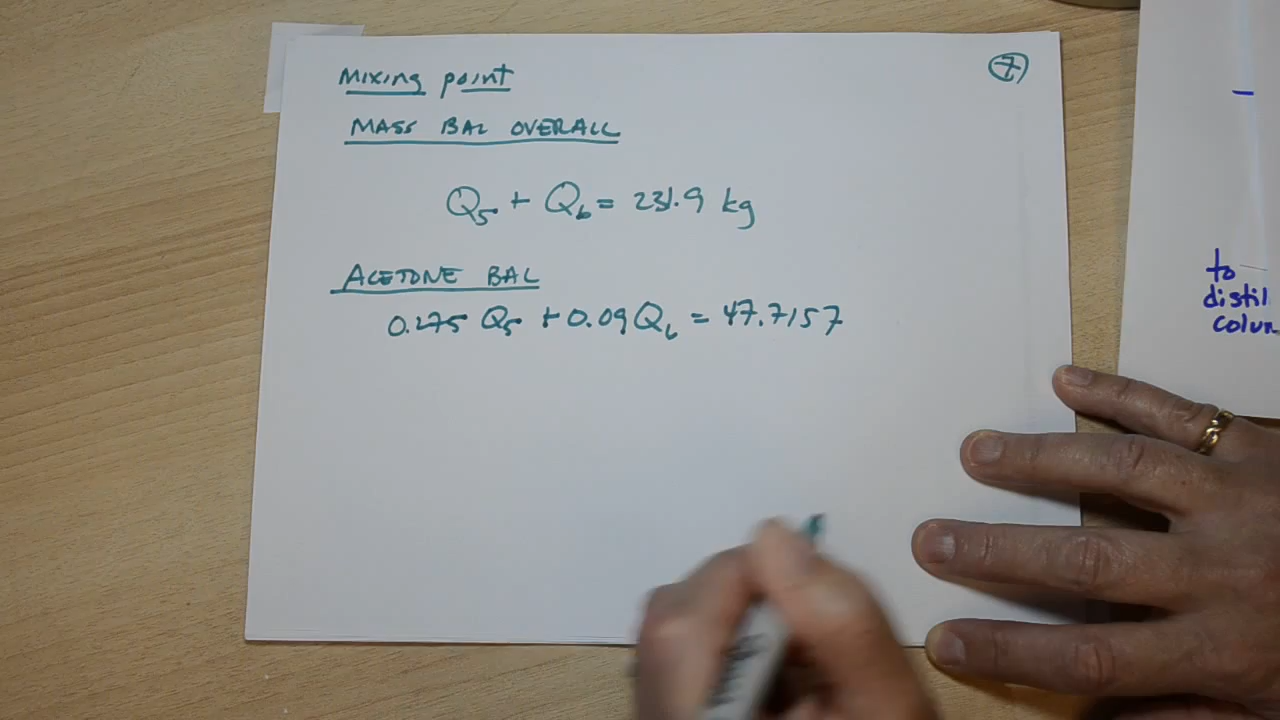 7
Mixing point
MASS BAL OVERALL
Q5 + Q6 = 231.9 kg
ACETONE BAL
0.275 Q5 + 0.09 Q6 = 47.7157
to
distil
colum